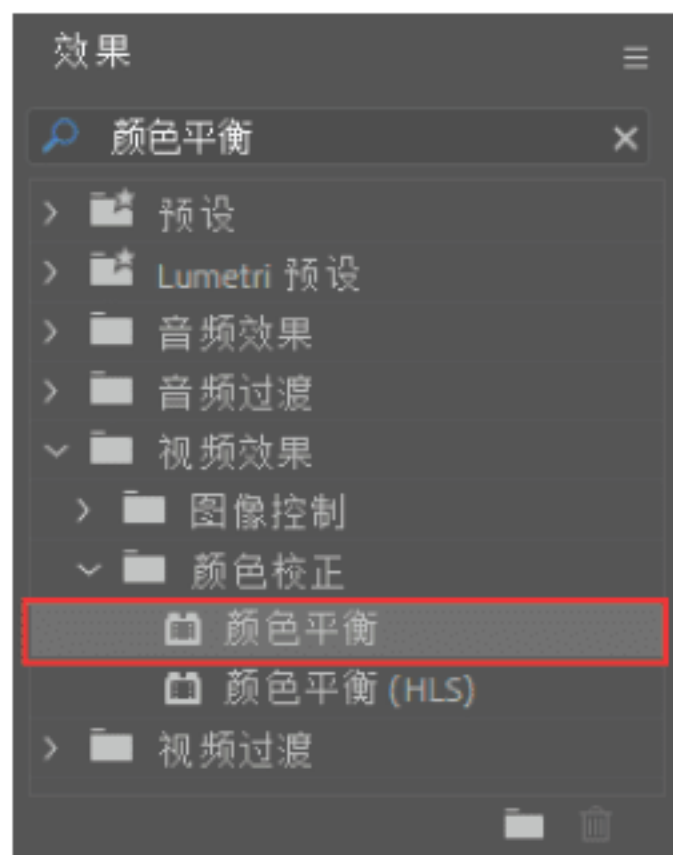 效果
颜色平衡
预设
Lumetri 预设
音频效果
音频过渡
视频效果
图像控制
颜色校正
颜色平衡
颜色平衡 (HLS)
视频过渡